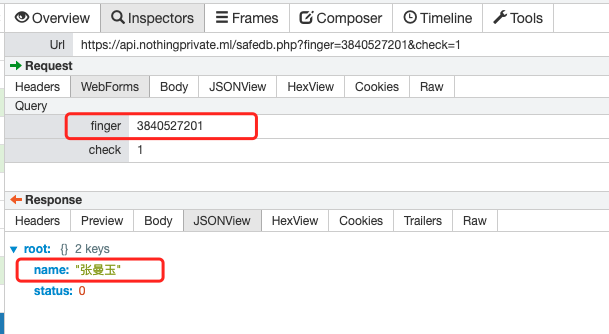 Overview Inspectors Frames Composer Timeline Tools
Url https://api.nothingprivate.ml/safedb.php?finger=3840527201&check=1
Request
Headers WebForms Body JSONView HexView Cookies Raw
Query
finger 3840527201
check 1
Response
Headers Preview Body JSONView HexView Cookies Trailers Raw
root: {} 2 keys
name: "张曼玉"
status: 0